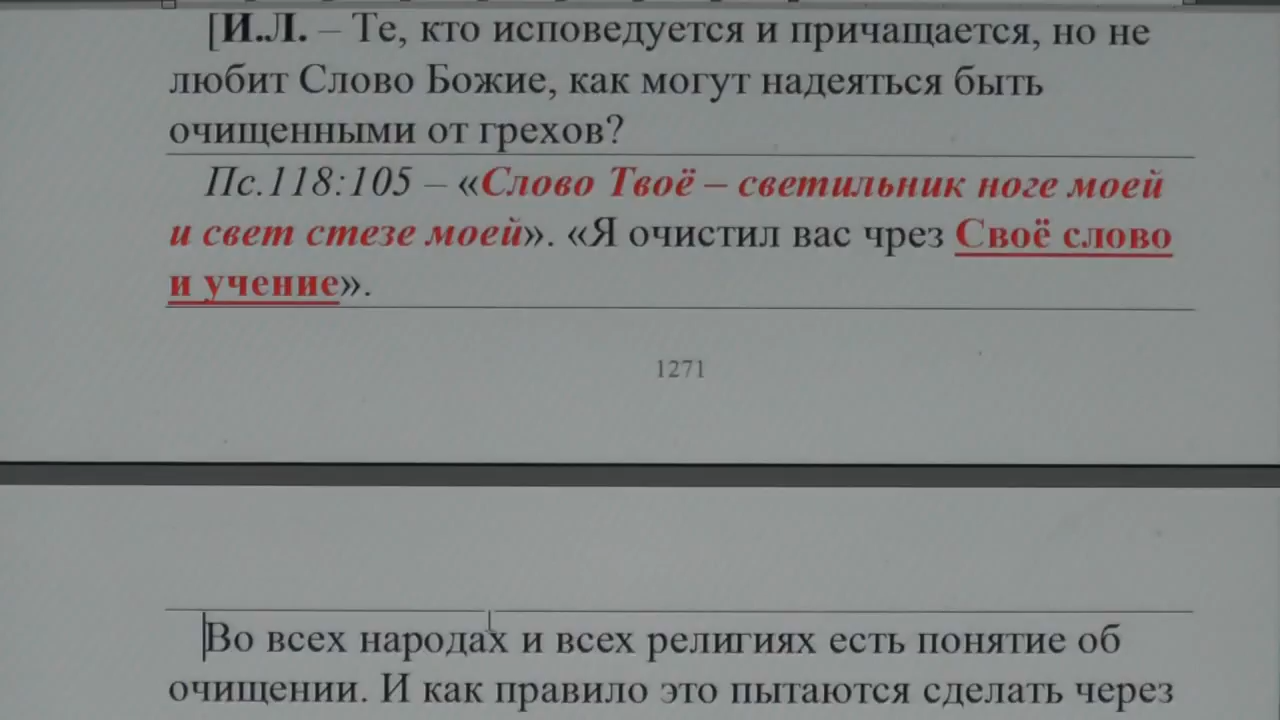 [И.Л. – Те, кто исповедуется и причащается, но не
любит Слово Божие, как могут надеяться быть
очищенными от грехов?
Пс.118:105 – «Слово Твоё – светильник ноге моей
и свет стезе моей». «Я очистил вас чрез Своё слово
и учение».
1271
Во всех народах и всех религиях есть понятие об
очищении. И как правило это пытаются сделать через